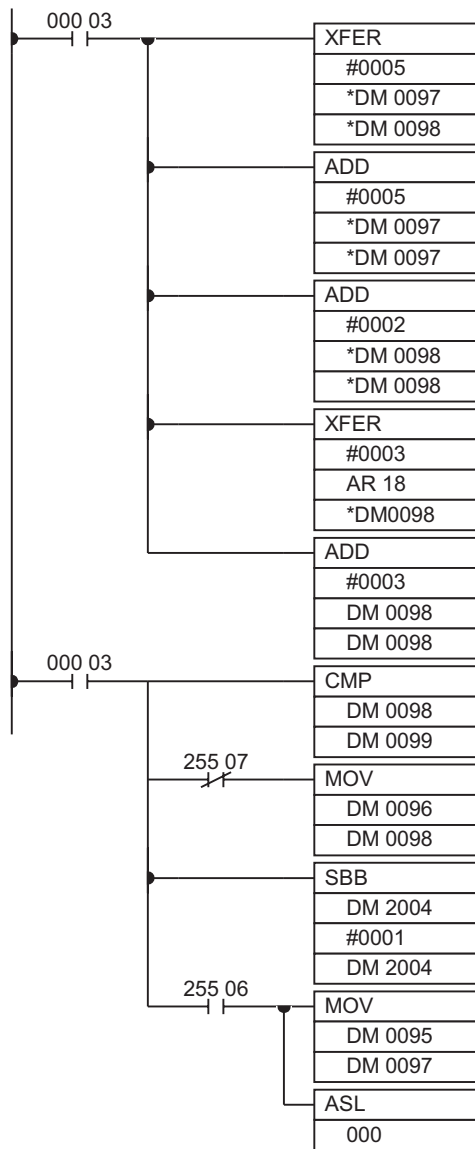 000 03
XFER
#0005
*DM 0097
*DM 0098
ADD
#0005
*DM 0097
*DM 0097
ADD
#0002
*DM 0098
*DM 0098
XFER
#0003
AR 18
*DM0098
ADD
#0003
DM 0098
DM 0098
000 03
CMP
DM 0098
DM 0099
255 07
MOV
DM 0096
DM 0098
SBB
DM 2004
#0001
DM 2004
255 06
MOV
DM 0095
DM 0097
ASL
000